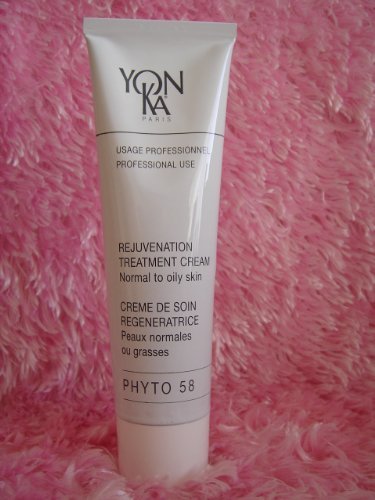 YON
KA
PARIS
USAGE PROFESSIONNEL
PROFESSIONAL USE
REJUVENATION
TREATMENT CREAM
Normal to oily skin
CREME DE SOIN
REGENERATRICE
Peaux normales
ou grasses
PHYTO 58